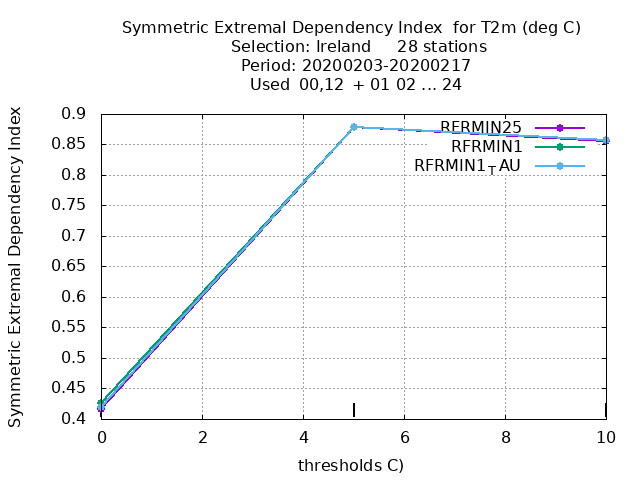 Symmetric Extremal Dependency Index  for T2m (deg C)
Selection: Ireland     28 stations
Period: 20200203-20200217
Used  00,12  + 01 02 ... 24
Symmetric Extremal Dependency Index
0.9
0.85
0.8
0.75
0.7
0.65
0.6
0.55
0.5
0.45
0.4
RFRMIN25
RFRMIN1
RFRMIN1TAU
0 2 4 6 8 10
thresholds C)